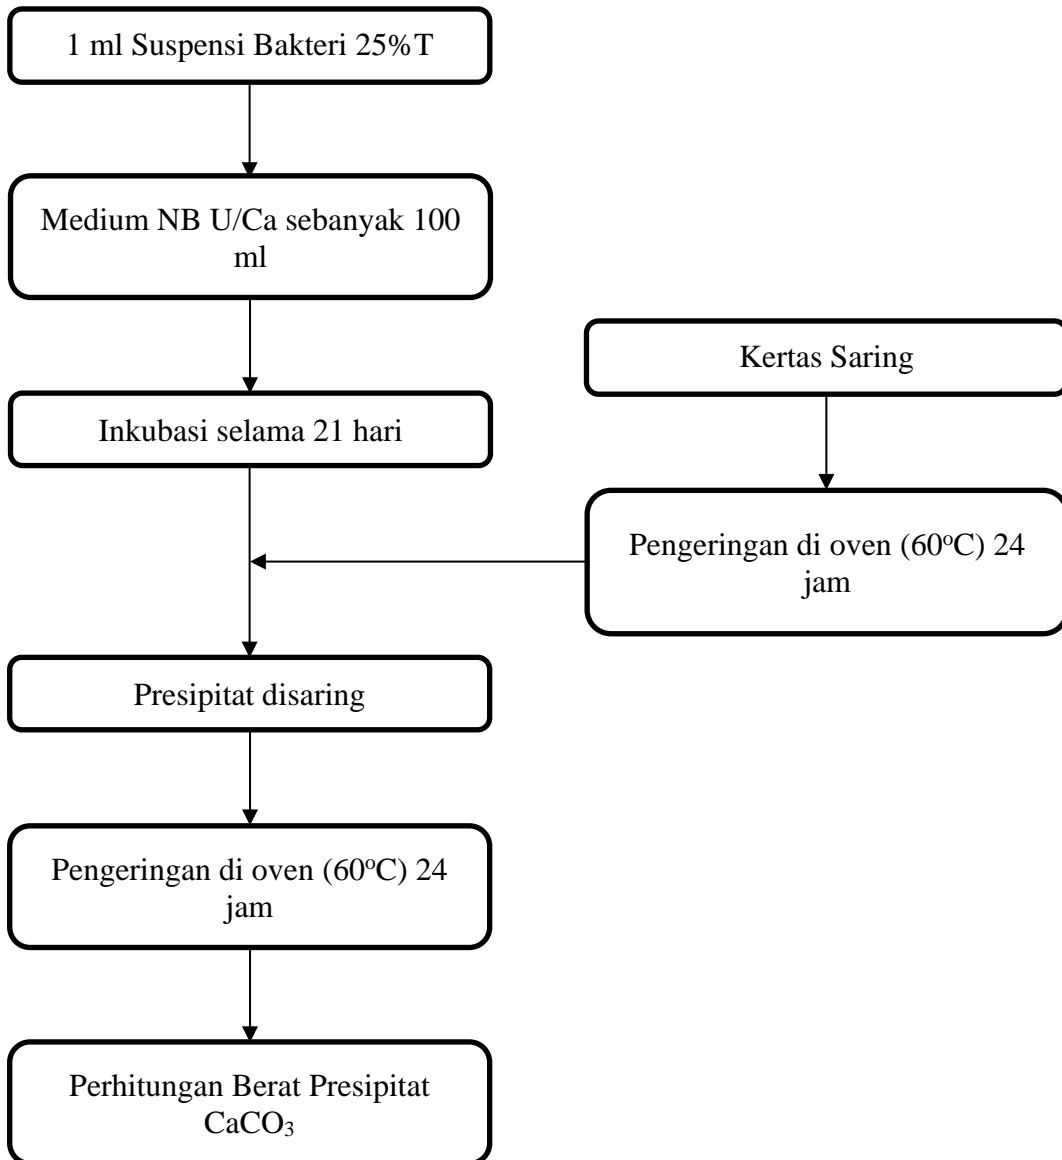 1 ml Suspensi Bakteri 25%T
Medium NB U/Ca sebanyak 100
ml
Inkubasi selama 21 hari
Kertas Saring
Pengeringan di oven (60°C) 24
jam
Presipitat disaring
Pengeringan di oven (60°C) 24
jam
Perhitungan Berat Presipitat
CaCO₃